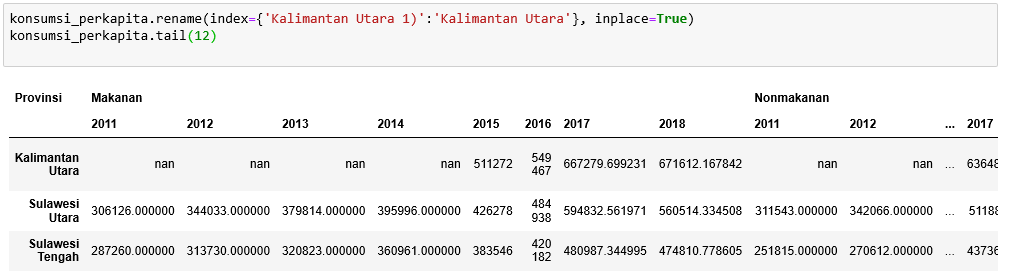 konsumsi_perkapita.rename(index={'Kalimantan Utara 1)':'Kalimantan Utara'}, inplace=True)
konsumsi_perkapita.tail(12)
Provinsi Makanan Nonmakanan
2011 2012 2013 2014 2015 2016 2017 2018 2011 2012 ... 2017
Kalimantan Utara nan nan nan nan 511272 549 467 667279.699231 671612.167842 nan nan ... 63648
Sulawesi Utara 306126.000000 344033.000000 379814.000000 395996.000000 426278 484 938 594832.561971 560514.334508 311543.000000 342066.000000 ... 51188
Sulawesi Tengah 287260.000000 313730.000000 320823.000000 360961.000000 383546 420 182 480987.344995 474810.778605 251815.000000 270612.000000 ... 43736